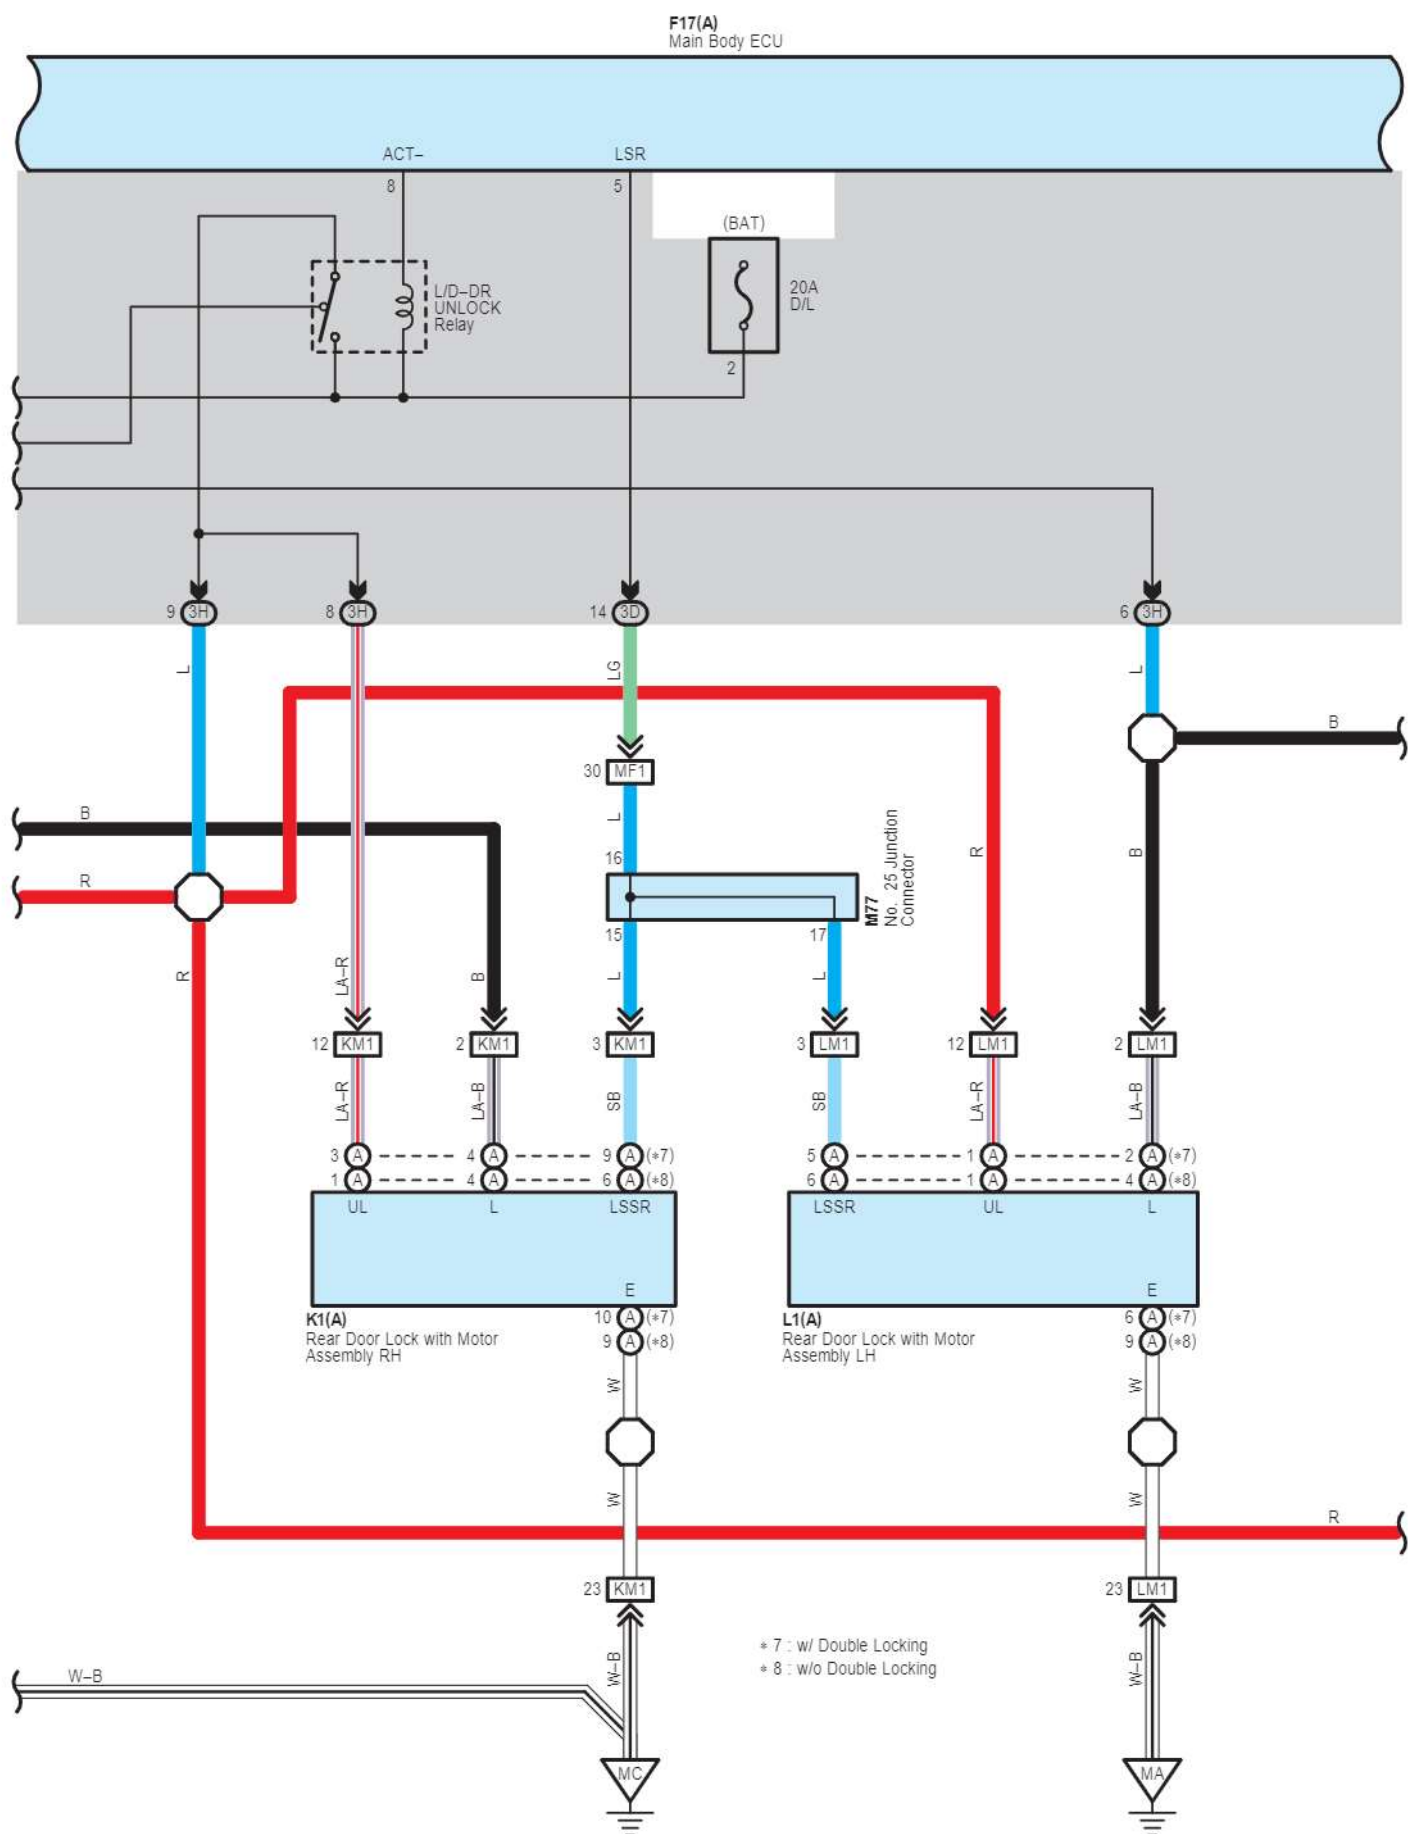 F17(A)
Main Body ECU
ACT–
LSR
8
5
(BAT)
20A
D/L
L/D–DR
UNLOCK
Relay
2
9 3H
8 3H
14 3D
6 3H
L
LG
L
B
30 MF1
B
R
L
R
B
16
M77
No. 25 Junction
Connector
15
17
R
LA–R
B
L
L
12 KM1
2 KM1
3 KM1
3 LM1
12 LM1
2 LM1
LA–R
LA–B
SB
SB
LA–R
LA–B
3 A
4 A
9 A (*7)
5 A
1 A
2 A (*7)
1 A
4 A
6 A (*8)
6 A
1 A
4 A (*8)
UL
L
LSSR
LSSR
UL
L
E
E
K1(A)
Rear Door Lock with Motor
Assembly RH
10 A (*7)
9 A (*8)
L1(A)
Rear Door Lock with Motor
Assembly LH
6 A (*7)
9 A (*8)
W
W
W
W
R
23 KM1
23 LM1
* 7 : w/ Double Locking
* 8 : w/o Double Locking
W–B
W–B
W–B
MC
MA